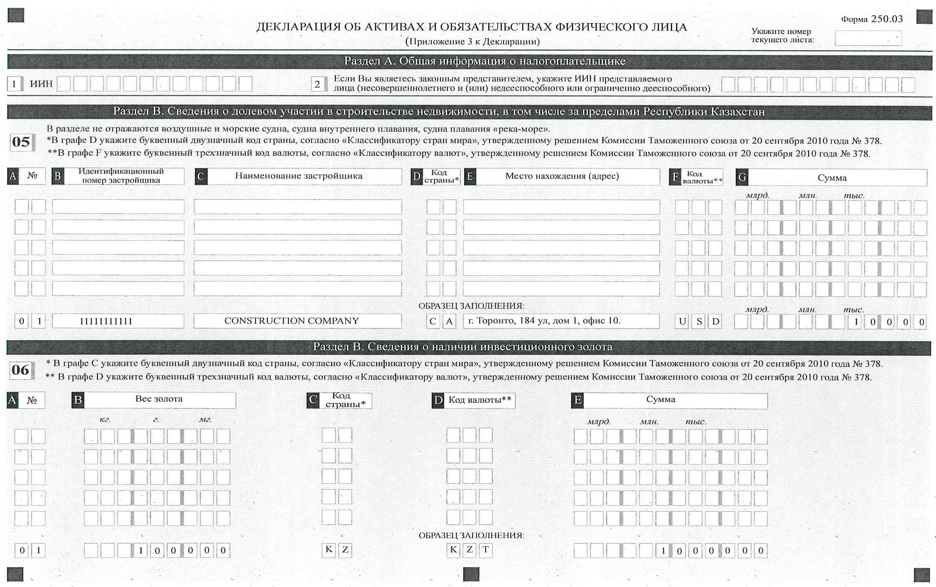 Форма 250.03
ДЕКЛАРАЦИЯ ОБ АКТИВАХ И ОБЯЗАТЕЛЬСТВАХ ФИЗИЧЕСКОГО ЛИЦА
(Приложение 3 к Декларации)
Укажите номер
текущего листа:
Раздел А. Общая информация о налогоплательщике
1 ИИН
2 Если Вы являетесь законным представителем, укажите ИИН представляемого
лица (несовершеннолетнего и (или) недееспособного или ограниченно дееспособного)
Раздел В. Сведения о долевом участии в строительстве недвижимости, в том числе за пределами Республики Казахстан
05
В разделе не отражаются воздушные и морские судна, судна внутреннего плавания, судна плавания «река-море».
*В графе D укажите буквенный двузначный код страны, согласно «Классификатору стран мира», утвержденному решением Комиссии Таможенного союза от 20 сентября 2010 года № 378.
**В графе F укажите буквенный трехзначный код валюты, согласно «Классификатору валют», утвержденному решением Комиссии Таможенного союза от 20 сентября 2010 года № 378.
A № B Идентификационный номер застройщика C Наименование застройщика D Код страны* E Место нахождения (адрес) F Код валюты** G Сумма
млрд. млн. тыс.
ОБРАЗЕЦ ЗАПОЛНЕНИЯ:
млрд. млн. тыс.
0 1 11111111111 CONSTRUCTION COMPANY C A г. Торонто, 184 ул, дом 1, офис 10. U S D 1 0 0 0 0
Раздел В. Сведения о наличии инвестиционного золота
06
* В графе С укажите буквенный двузначный код страны, согласно «Классификатору стран мира», утвержденному решением Комиссии Таможенного союза от 20 сентября 2010 года № 378.
** В графе D укажите буквенный трехзначный код валюты, согласно «Классификатору валют», утвержденному решением Комиссии Таможенного союза от 20 сентября 2010 года № 378.
A № B Вес золота C Код страны* D Код валюты** E Сумма
кг. г. мг. млрд. млн. тыс.
ОБРАЗЕЦ ЗАПОЛНЕНИЯ:
0 1 1 0 0 0 0 0 K Z K Z T 1 0 0 0 0 0 0